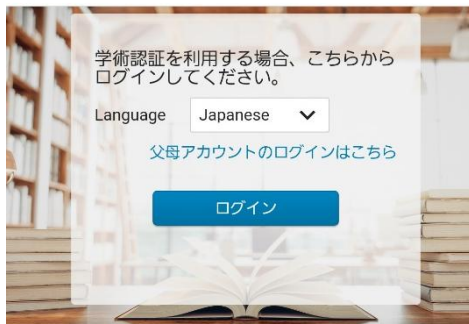 学術認証を利用する場合、こちらから
ログインしてください。
Language Japanese
父母アカウントのログインはこちら
ログイン